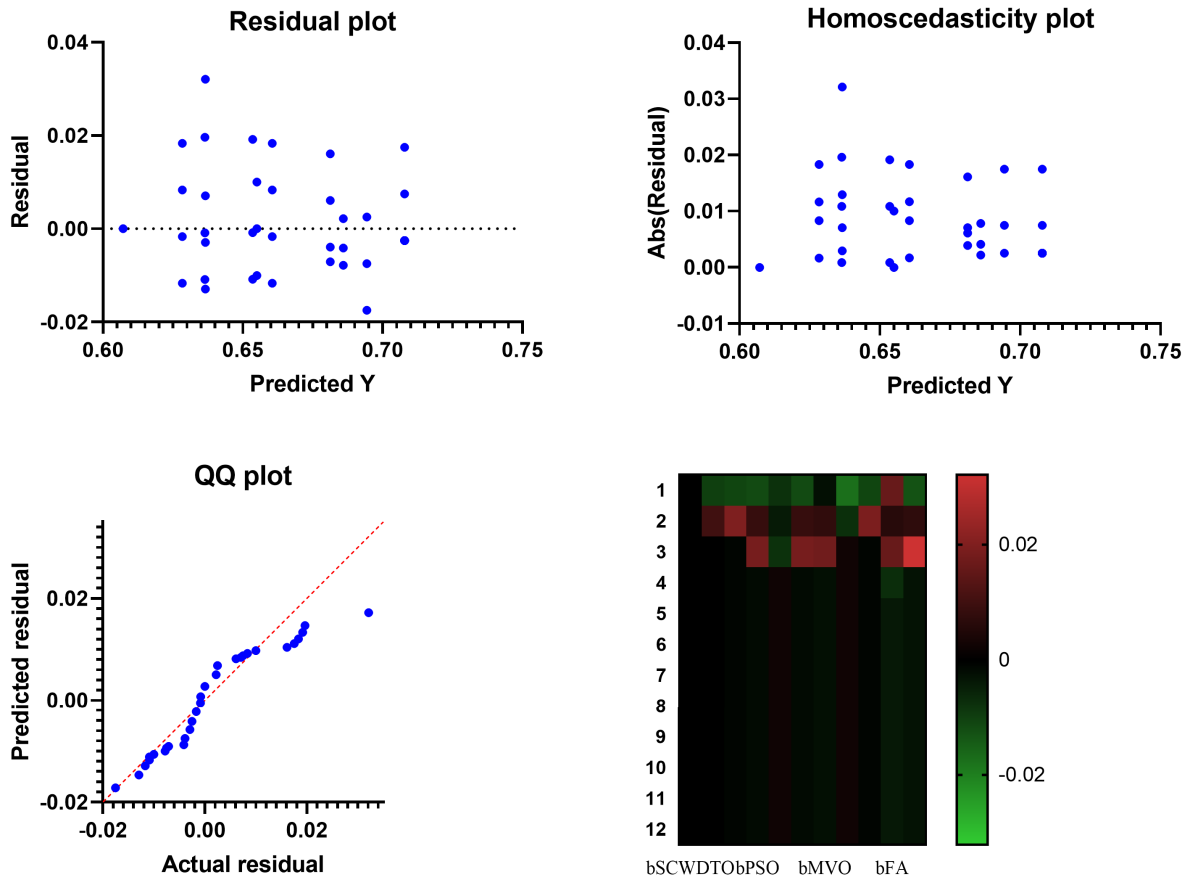 Residual plot
0.04
0.02
0.00
-0.02
Residual
0.60 0.65 0.70 0.75
Predicted Y
Homoscedasticity plot
0.04
0.03
0.02
0.01
0.00
-0.01
Abs(Residual)
0.60 0.65 0.70 0.75
Predicted Y
QQ plot
0.02
0.00
-0.02
Predicted residual
-0.02 0.00 0.02
Actual residual
1
2
3
4
5
6
7
8
9
10
11
12
bSCWDTO bPSO bMVO bFA
0.02
0
-0.02